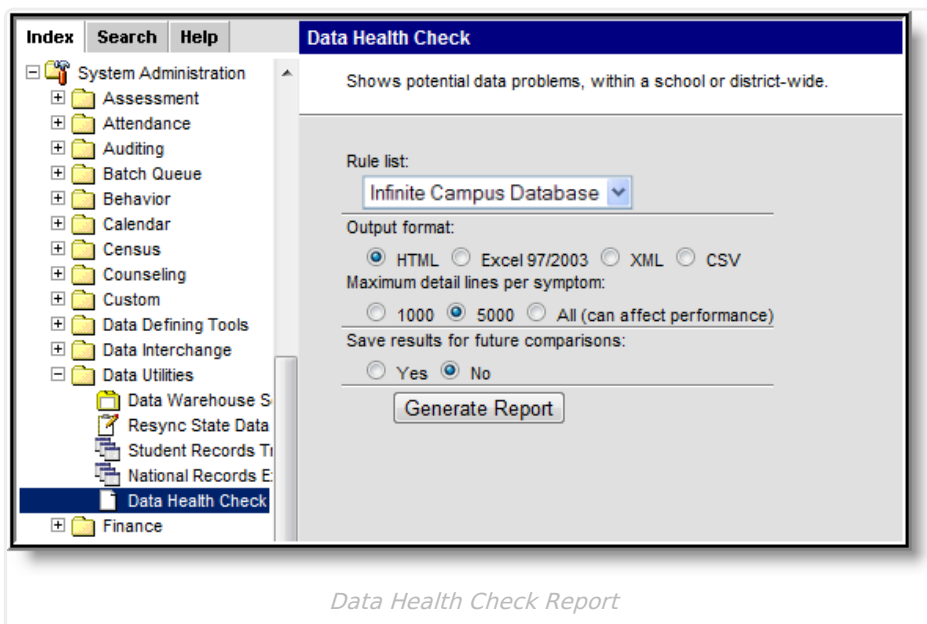 Index Search Help
System Administration
Assessment
Attendance
Auditing
Batch Queue
Behavior
Calendar
Census
Counseling
Custom
Data Defining Tools
Data Interchange
Data Utilities
Data Warehouse S
Resync State Data
Student Records Tr
National Records E
Data Health Check
Finance
Data Health Check
Shows potential data problems, within a school or district-wide.
Rule list:
Infinite Campus Database
Output format:
HTML Excel 97/2003 XML CSV
Maximum detail lines per symptom:
1000 5000 All (can affect performance)
Save results for future comparisons:
Yes No
Generate Report
Data Health Check Report